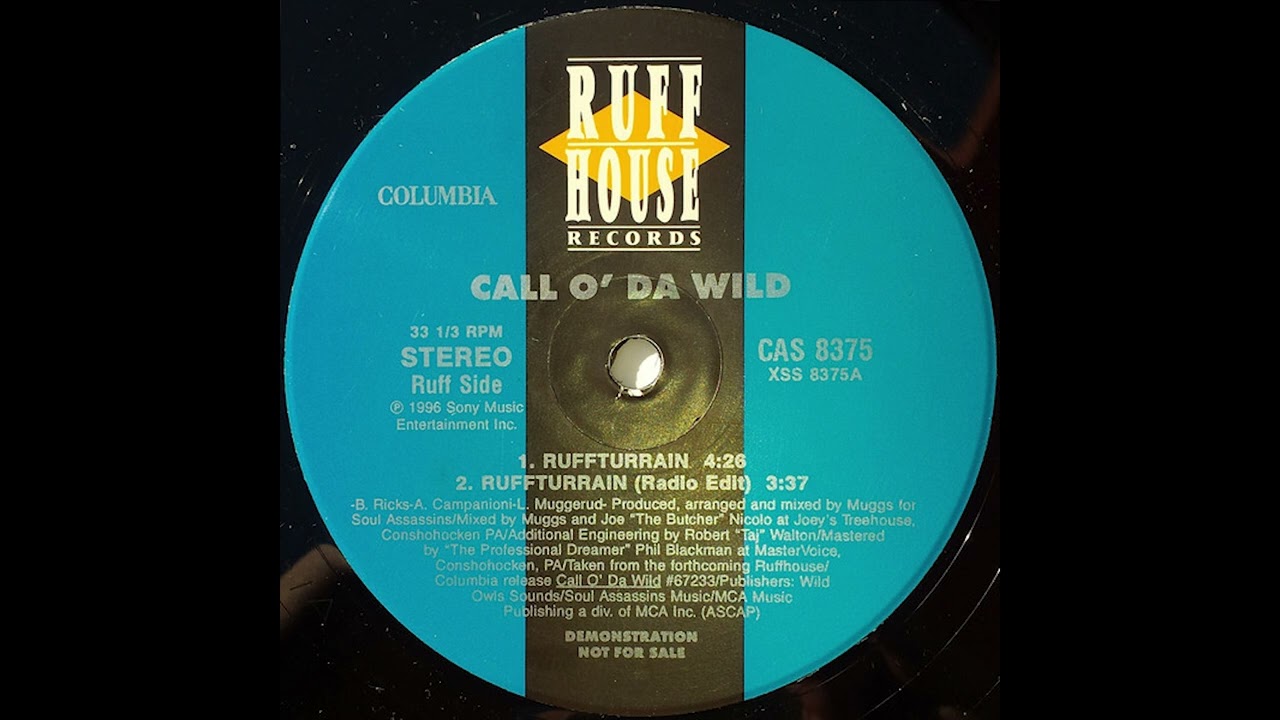 RUFF
HOUSE
RECORDS
COLUMBIA
CALL O' DA WILD
33 1/3 RPM
STEREO
Ruff Side
℗ 1996 Sony Music
Entertainment Inc.
CAS 8375
XSS 8375A
1. RUFFTURRAIN 4:26
2. RUFFTURRAIN (Radio Edit) 3:37
-B. Ricks-A. Campanioni-L. Muggerud- Produced, arranged and mixed by Muggs for
Soul Assassins/Mixed by Muggs and Joe "The Butcher" Nicolo at Joey's Treehouse,
Conshohocken PA/Additional Engineering by Robert "Taj" Walton/Mastered
by "The Professional Dreamer" Phil Blackman at MasterVoice,
Conshohocken, PA/Taken from the forthcoming Ruffhouse/
Columbia release Call O' Da Wild #67233/Publishers: Wild
Owls Sounds/Soul Assassins Music/MCA Music
Publishing a div. of MCA Inc. (ASCAP)
DEMONSTRATION
NOT FOR SALE